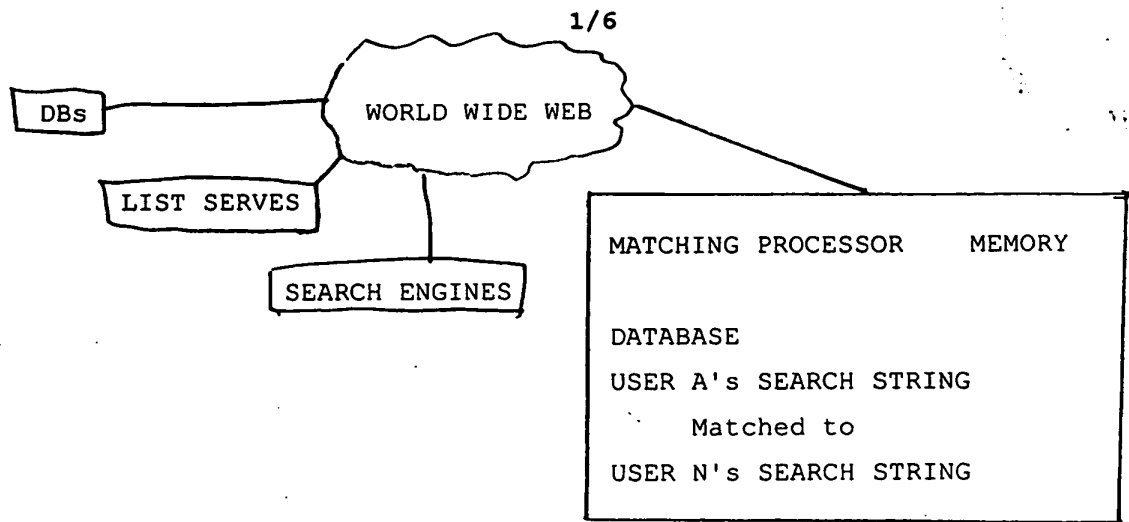 1/6
DBs
WORLD WIDE WEB
LIST SERVES
SEARCH ENGINES
MATCHING PROCESSOR MEMORY
DATABASE
USER A's SEARCH STRING
Matched to
USER N's SEARCH STRING